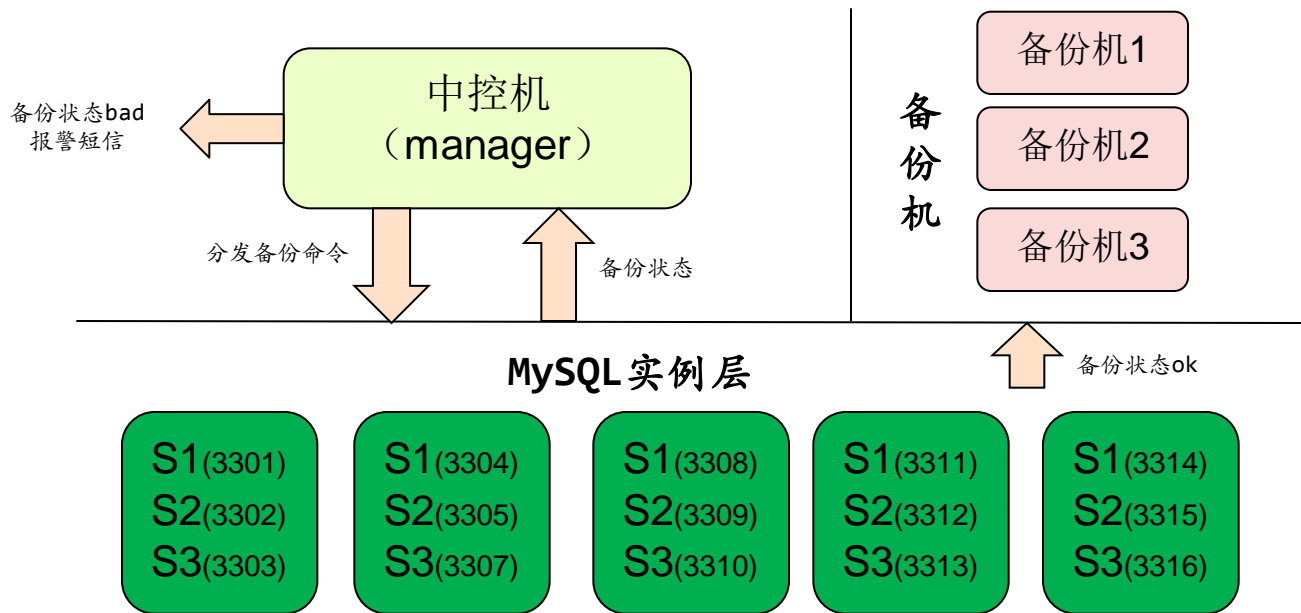 备份状态bad
报警短信
中控机
（manager）
分发备份命令
备份状态
备份机
备份机1
备份机2
备份机3
MySQL实例层
备份状态ok
S1(3301)
S2(3302)
S3(3303)
S1(3304)
S2(3305)
S3(3307)
S1(3308)
S2(3309)
S3(3310)
S1(3311)
S2(3312)
S3(3313)
S1(3314)
S2(3315)
S3(3316)